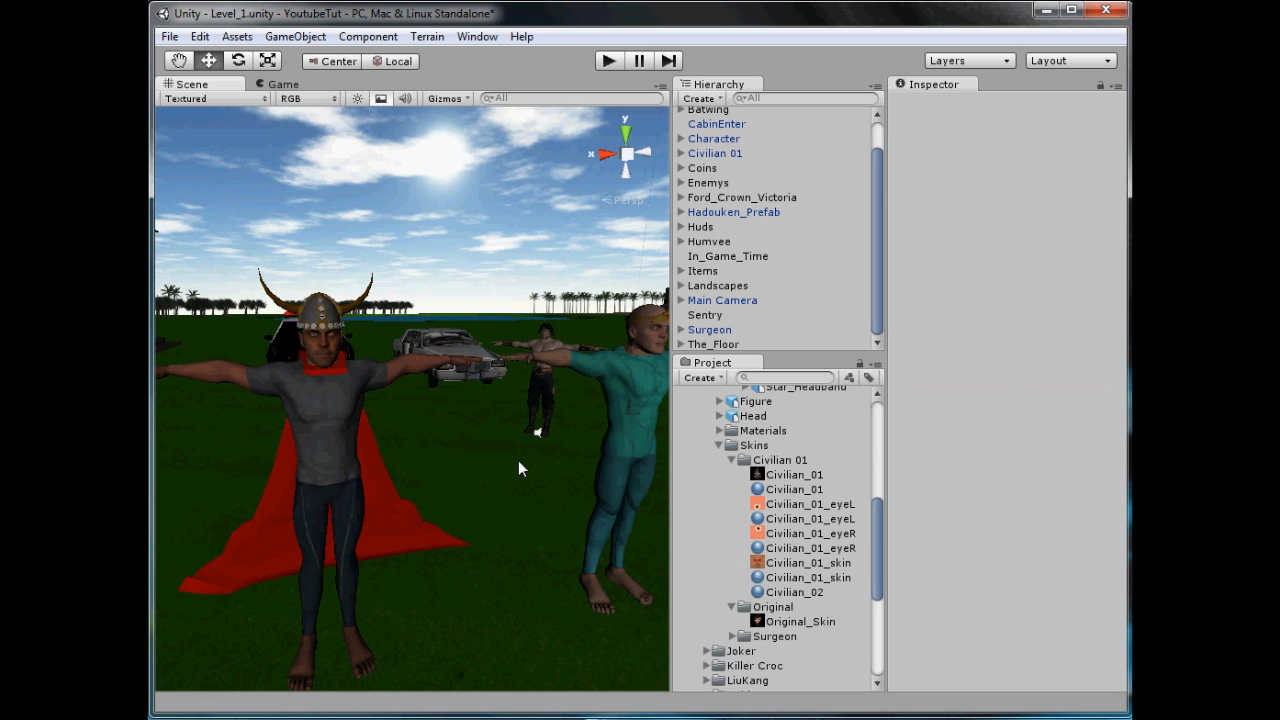 Unity - Level_1.unity - YoutubeTut - PC, Mac & Linux Standalone*
File Edit Assets GameObject Component Terrain Window Help
Center Local Layers Layout
Scene Game
Textured RGB Gizmos All
y
x
Persp
Hierarchy
Create All
Batwing
CabinEnter
Character
Civilian 01
Coins
Enemys
Ford_Crown_Victoria
Hadouken_Prefab
Huds
Humvee
In_Game_Time
Items
Landscapes
Main Camera
Sentry
Surgeon
The_Floor
Project
Create
Star_Headband
Figure
Head
Materials
Skins
Civilian 01
Civilian_01
Civilian_01
Civilian_01_eyeL
Civilian_01_eyeL
Civilian_01_eyeR
Civilian_01_eyeR
Civilian_01_skin
Civilian_01_skin
Civilian_02
Original
Original_Skin
Surgeon
Joker
Killer Croc
LiuKang
Inspector